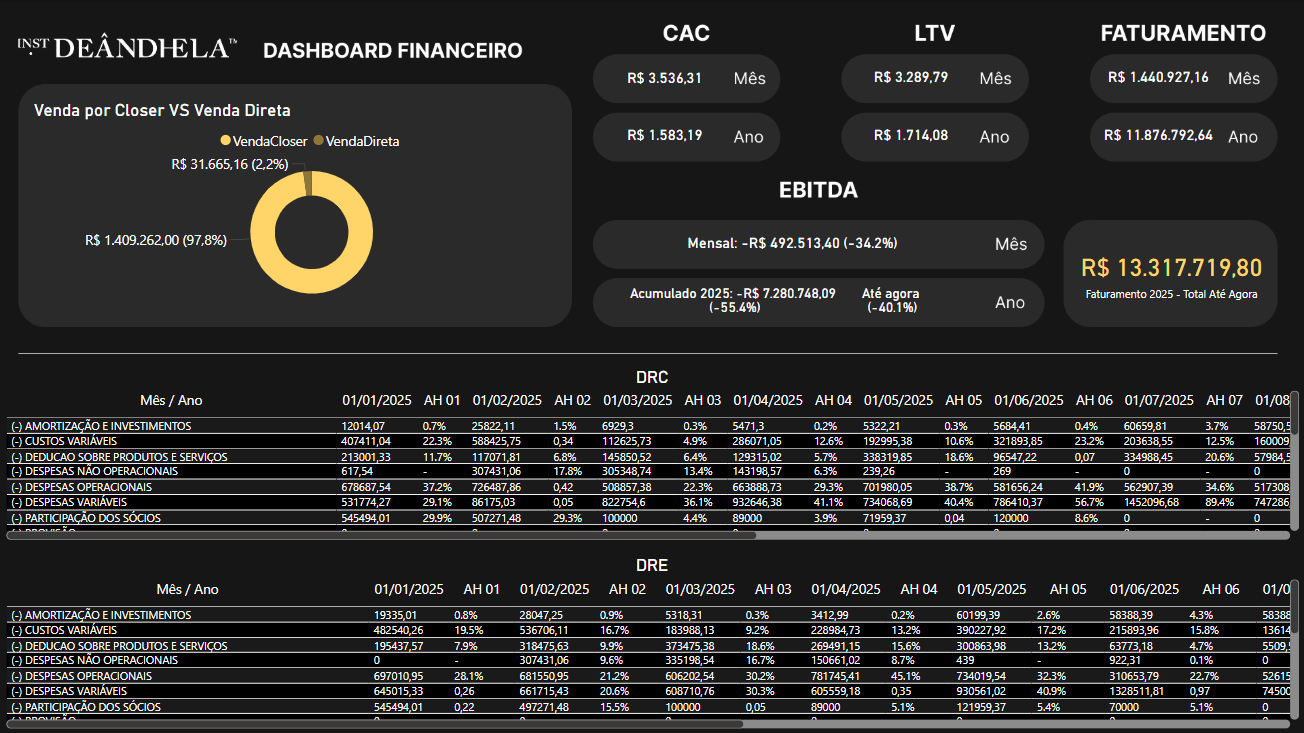 INST DEÂNDHELA™
DASHBOARD FINANCEIRO
CAC
LTV
FATURAMENTO
R$ 3.536,31 Mês
R$ 3.289,79 Mês
R$ 1.440.927,16 Mês
R$ 1.583,19 Ano
R$ 1.714,08 Ano
R$ 11.876.792,64 Ano
Venda por Closer VS Venda Direta
VendaCloser VendaDireta
R$ 31.665,16 (2,2%)
R$ 1.409.262,00 (97,8%)
EBITDA
Mensal: -R$ 492.513,40 (-34.2%) Mês
Acumulado 2025: -R$ 7.280.748,09
(-55.4%)
Até agora
(-40.1%)
Ano
R$ 13.317.719,80
Faturamento 2025 - Total Até Agora
DRC
Mês / Ano 01/01/2025 AH 01 01/02/2025 AH 02 01/03/2025 AH 03 01/04/2025 AH 04 01/05/2025 AH 05 01/06/2025 AH 06 01/07/2025 AH 07 01/08
(-) AMORTIZAÇÃO E INVESTIMENTOS 12014,07 0.7% 25822,11 1.5% 6929,3 0.3% 5471,3 0.2% 5322,21 0.3% 5684,41 0.4% 60659,81 3.7% 58750,5
(-) CUSTOS VARIÁVEIS 407411,04 22.3% 588425,75 0,34 112625,73 4.9% 286071,05 12.6% 192995,38 10.6% 321893,85 23.2% 203638,55 12.5% 160009
(-) DEDUCAO SOBRE PRODUTOS E SERVIÇOS 213001,33 11.7% 117071,81 6.8% 145850,52 6.4% 129315,02 5.7% 338319,85 18.6% 96547,22 0,07 334988,45 20.6% 57984,5
(-) DESPESAS NÃO OPERACIONAIS 617,54 - 307431,06 17.8% 305348,74 13.4% 143198,57 6.3% 239,26 - 269 - 0 - 0
(-) DESPESAS OPERACIONAIS 678687,54 37.2% 726487,86 0,42 508857,38 22.3% 663888,73 29.3% 701980,05 38.7% 581656,24 41.9% 562907,39 34.6% 517308
(-) DESPESAS VARIÁVEIS 531774,27 29.1% 86175,03 0,05 822754,6 36.1% 932646,38 41.1% 734068,69 40.4% 786410,37 56.7% 1452096,68 89.4% 747286
(-) PARTICIPAÇÃO DOS SÓCIOS 545494,01 29.9% 507271,48 29.3% 100000 4.4% 89000 3.9% 71959,37 0,04 120000 8.6% 0 - 0
DRE
Mês / Ano 01/01/2025 AH 01 01/02/2025 AH 02 01/03/2025 AH 03 01/04/2025 AH 04 01/05/2025 AH 05 01/06/2025 AH 06 01/0
(-) AMORTIZAÇÃO E INVESTIMENTOS 19335,01 0.8% 28047,25 0.9% 5318,31 0.3% 3412,99 0.2% 60199,39 2.6% 58388,39 4.3% 58388
(-) CUSTOS VARIÁVEIS 482540,26 19.5% 536706,11 16.7% 183988,13 9.2% 228984,73 13.2% 390227,92 17.2% 215893,96 15.8% 13614
(-) DEDUCAO SOBRE PRODUTOS E SERVIÇOS 195437,57 7.9% 318475,63 9.9% 373475,38 18.6% 269491,15 15.6% 300863,98 13.2% 63773,18 4.7% 5509,
(-) DESPESAS NÃO OPERACIONAIS 0 - 307431,06 9.6% 335198,54 16.7% 150661,02 8.7% 439 - 922,31 0.1% 0
(-) DESPESAS OPERACIONAIS 697010,95 28.1% 681550,95 21.2% 606202,54 30.2% 781745,41 45.1% 734019,54 32.3% 310653,79 22.7% 52615
(-) DESPESAS VARIÁVEIS 645015,33 0,26 661715,43 20.6% 608710,76 30.3% 605559,18 0,35 930561,02 40.9% 1328511,81 0,97 74500
(-) PARTICIPAÇÃO DOS SÓCIOS 545494,01 0,22 497271,48 15.5% 100000 0,05 89000 5.1% 121959,37 5.4% 70000 5.1% 0